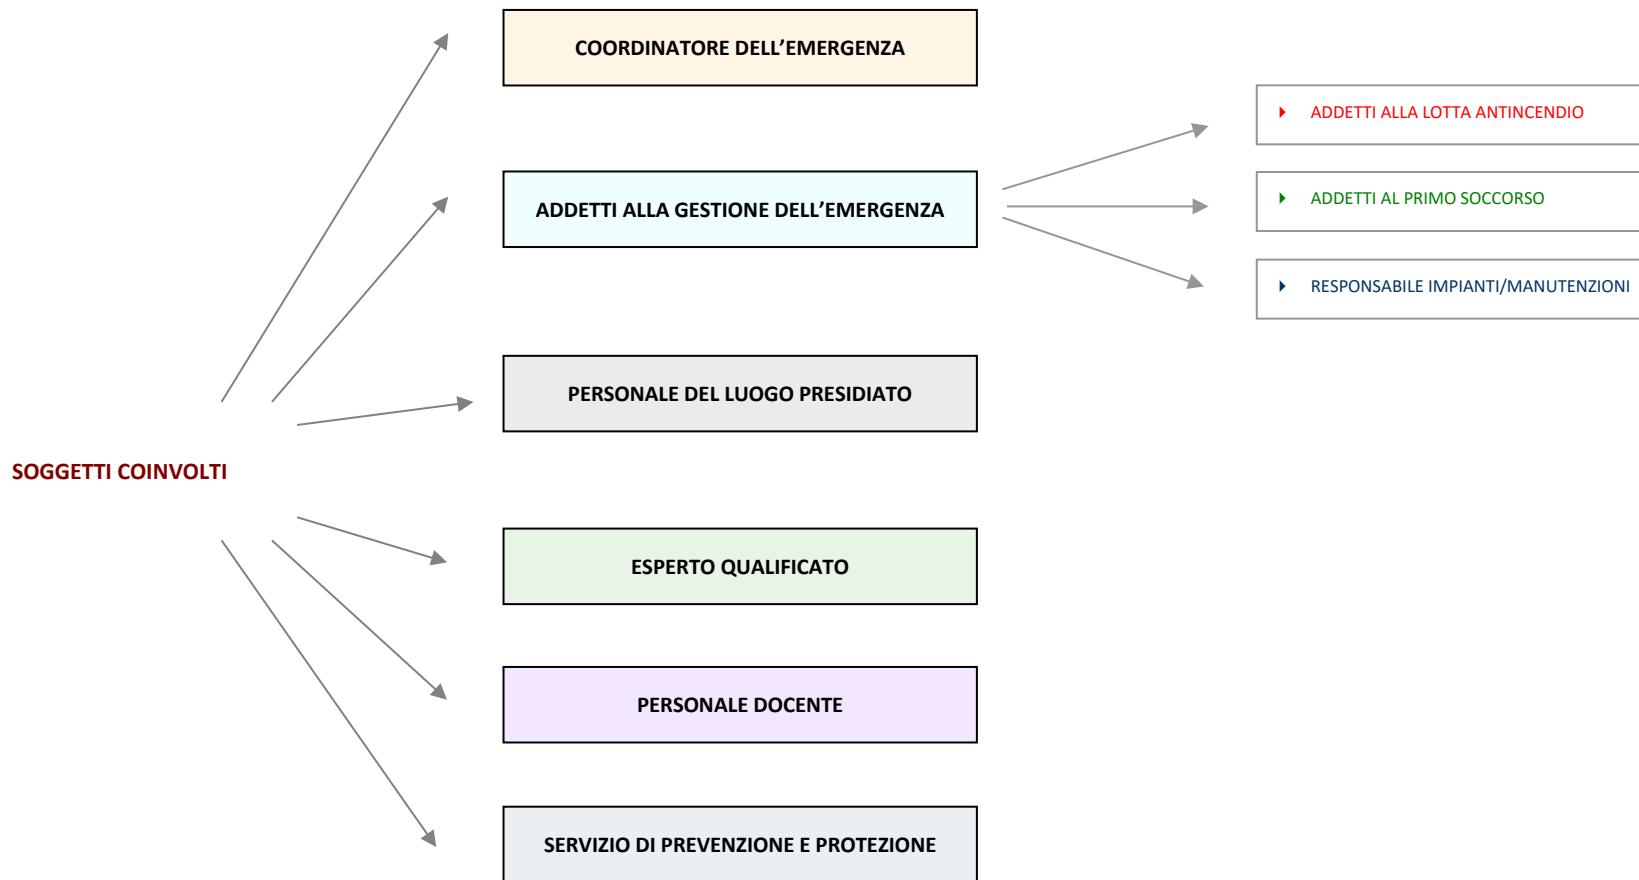 COORDINATORE DELL’EMERGENZA
ADDETTI ALLA LOTTA ANTINCENDIO
ADDETTI ALLA GESTIONE DELL’EMERGENZA
ADDETTI AL PRIMO SOCCORSO
RESPONSABILE IMPIANTI/MANUTENZIONI
PERSONALE DEL LUOGO PRESIDIATO
SOGGETTI COINVOLTI
ESPERTO QUALIFICATO
PERSONALE DOCENTE
SERVIZIO DI PREVENZIONE E PROTEZIONE